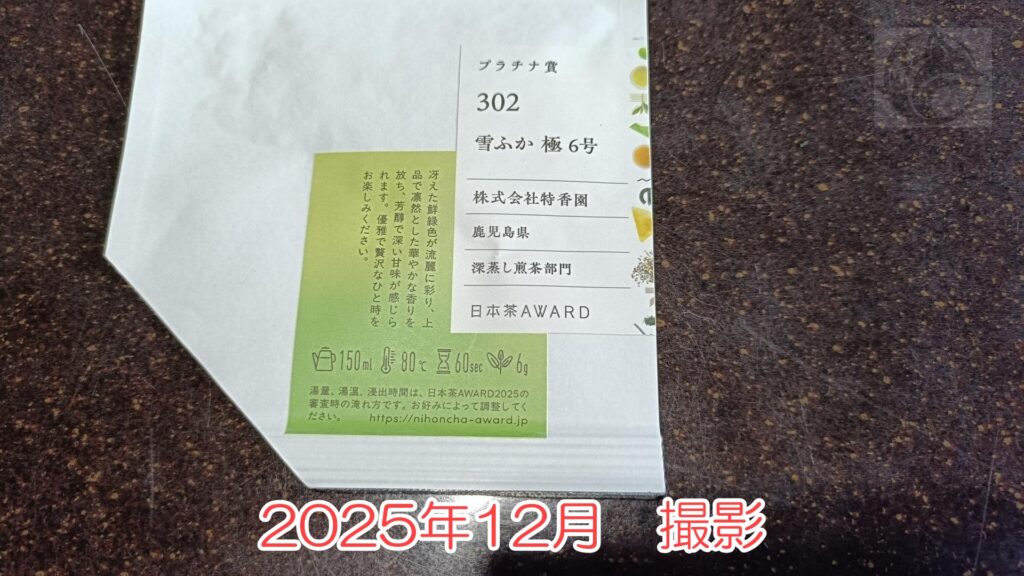 プラチナ賞
302
雪ふか 極 6号
株式会社特香園
鹿児島県
深蒸し煎茶部門
日本茶AWARD
冴えた鮮緑色が流麗に彩り、上
品で凛然とした華やかな香りを
放ち、芳醇で深い甘味が感じら
れます。優雅で贅沢なひと時を
お楽しみください。
150ml 80℃ 60sec 6g
湯量、湯温、浸出時間は、日本茶AWARD2025の
審査時の淹れ方です。お好みによって調整してく
ださい。 https://nihoncha-award.jp
2025年12月 撮影